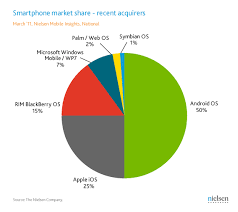 Smartphone market share - recent acquirers
March '11, Nielsen Mobile Insights, National
Symbian OS
1%
Palm / Web OS
2%
Microsoft Windows
Mobile / WP7
7%
RIM BlackBerry OS
15%
Android OS
50%
Apple iOS
25%
Source: The Nielsen Company.
nielsen